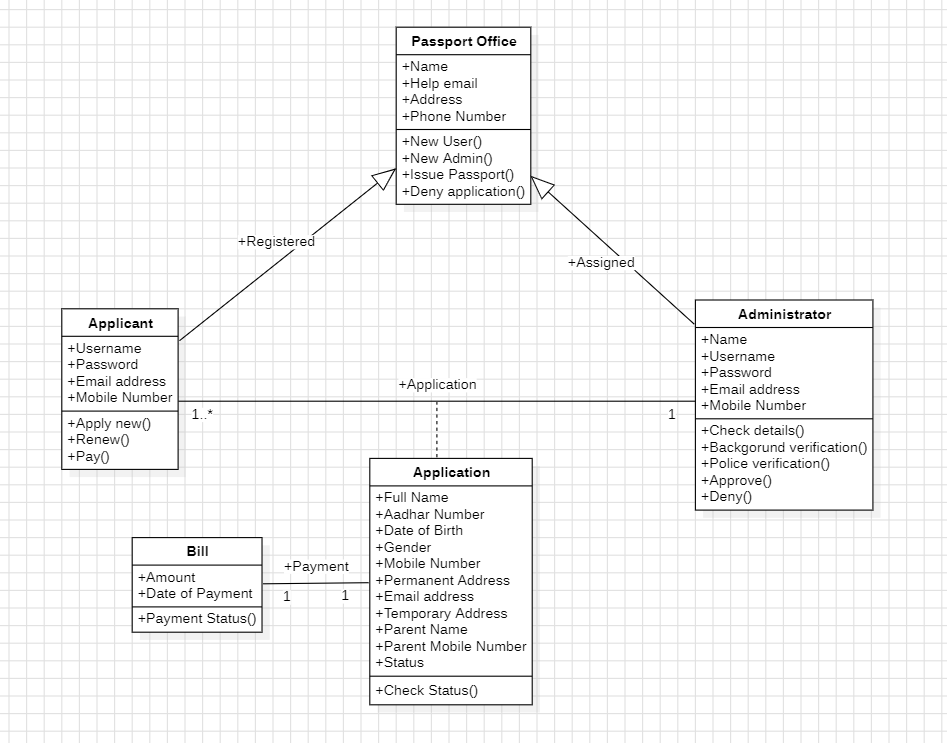 Passport Office
+Name
+Help email
+Address
+Phone Number
+New User()
+New Admin()
+Issue Passport()
+Deny application()
+Registered
+Assigned
Applicant
+Username
+Password
+Email address
+Mobile Number
+Apply new()
+Renew()
+Pay()
+Application
1..*
1
Administrator
+Name
+Username
+Password
+Email address
+Mobile Number
+Check details()
+Backgorund verification()
+Police verification()
+Approve()
+Deny()
Application
+Full Name
+Aadhar Number
+Date of Birth
+Gender
+Mobile Number
+Permanent Address
+Email address
+Temporary Address
+Parent Name
+Parent Mobile Number
+Status
+Check Status()
Bill
+Amount
+Date of Payment
+Payment Status()
+Payment
1
1